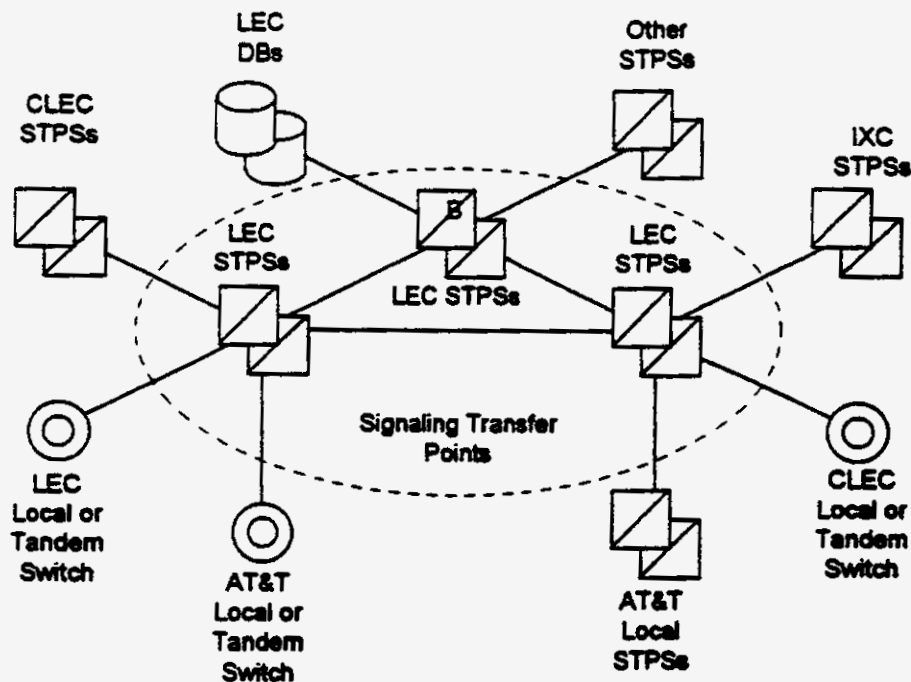 LEC
DBs
Other
STPSs
CLEC
STPSs
IXC
STPSs
B
LEC
STPSs
LEC
STPSs
LEC STPSs
Signaling Transfer
Points
LEC
Local or
Tandem
Switch
AT&T
Local or
Tandem
Switch
AT&T
Local
STPSs
CLEC
Local or
Tandem
Switch